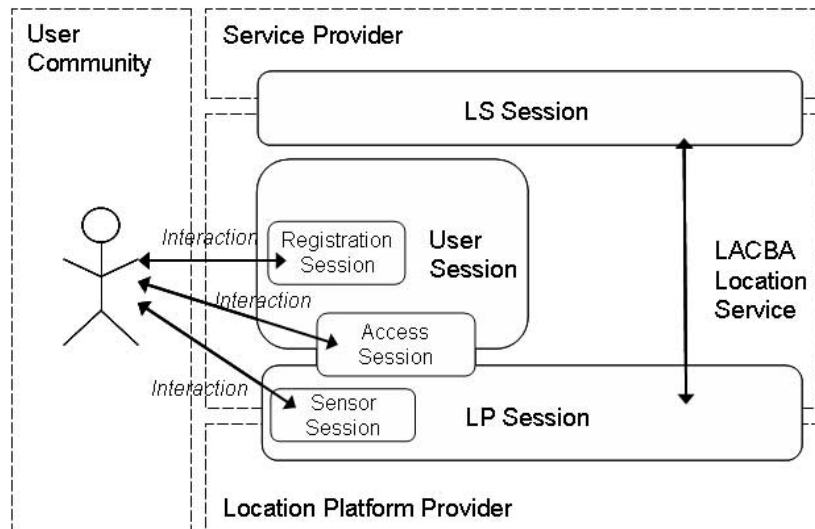 User
Community
Service Provider
LS Session
Interaction
Registration
Session
User
Session
LACBA
Location
Service
Interaction
Access
Session
Interaction
Sensor
Session
LP Session
Location Platform Provider